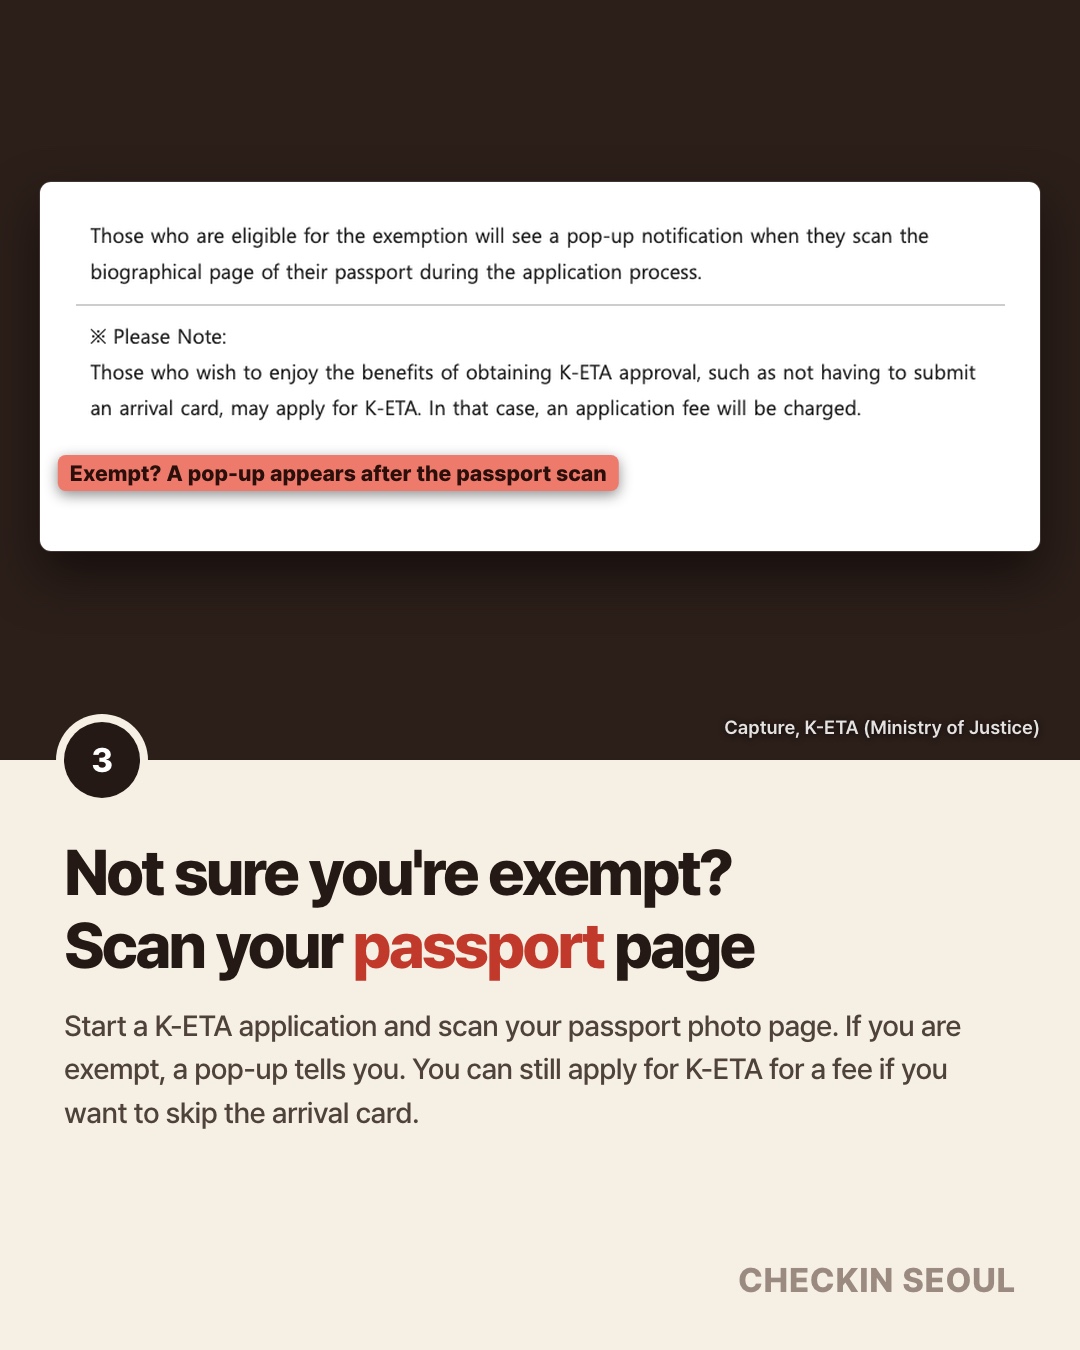 Those who are eligible for the exemption will see a pop-up notification when they scan the
biographical page of their passport during the application process.
※ Please Note:
Those who wish to enjoy the benefits of obtaining K-ETA approval, such as not having to submit
an arrival card, may apply for K-ETA. In that case, an application fee will be charged.
Exempt? A pop-up appears after the passport scan
Capture, K-ETA (Ministry of Justice)
3
Not sure you're exempt?
Scan your passport page
Start a K-ETA application and scan your passport photo page. If you are
exempt, a pop-up tells you. You can still apply for K-ETA for a fee if you
want to skip the arrival card.
CHECKIN SEOUL